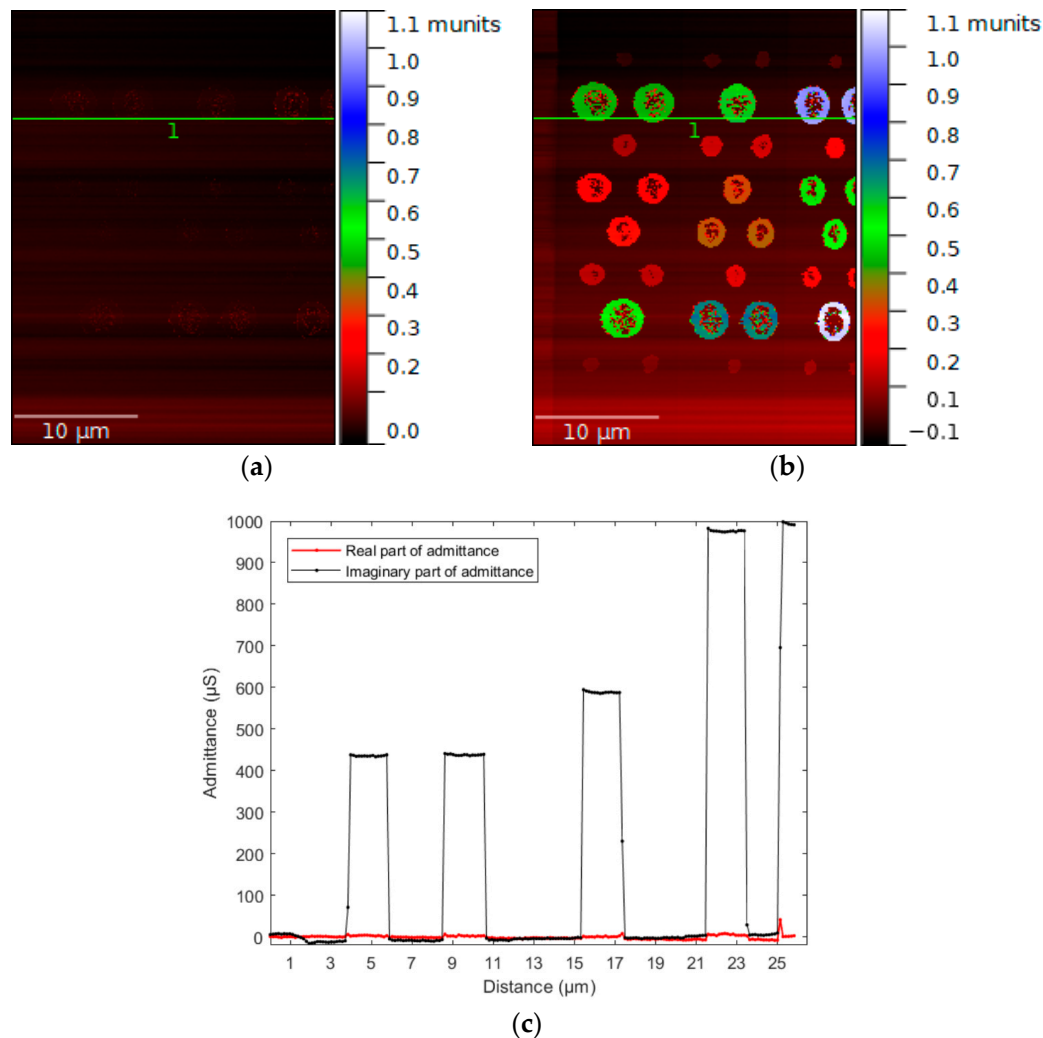 1.1 munits
1.0
0.9
0.8
0.7
0.6
0.5
0.4
0.3
0.2
0.0
1
10 μm
(a)
1.1 munits
1.0
0.9
0.8
0.7
0.6
0.5
0.4
0.3
0.2
0.1
−0.1
1
10 μm
(b)
1000
900
800
700
600
500
400
300
200
100
0
Admittance (μS)
Real part of admittance
Imaginary part of admittance
1 3 5 7 9 11 13 15 17 19 21 23 25
Distance (μm)
(c)